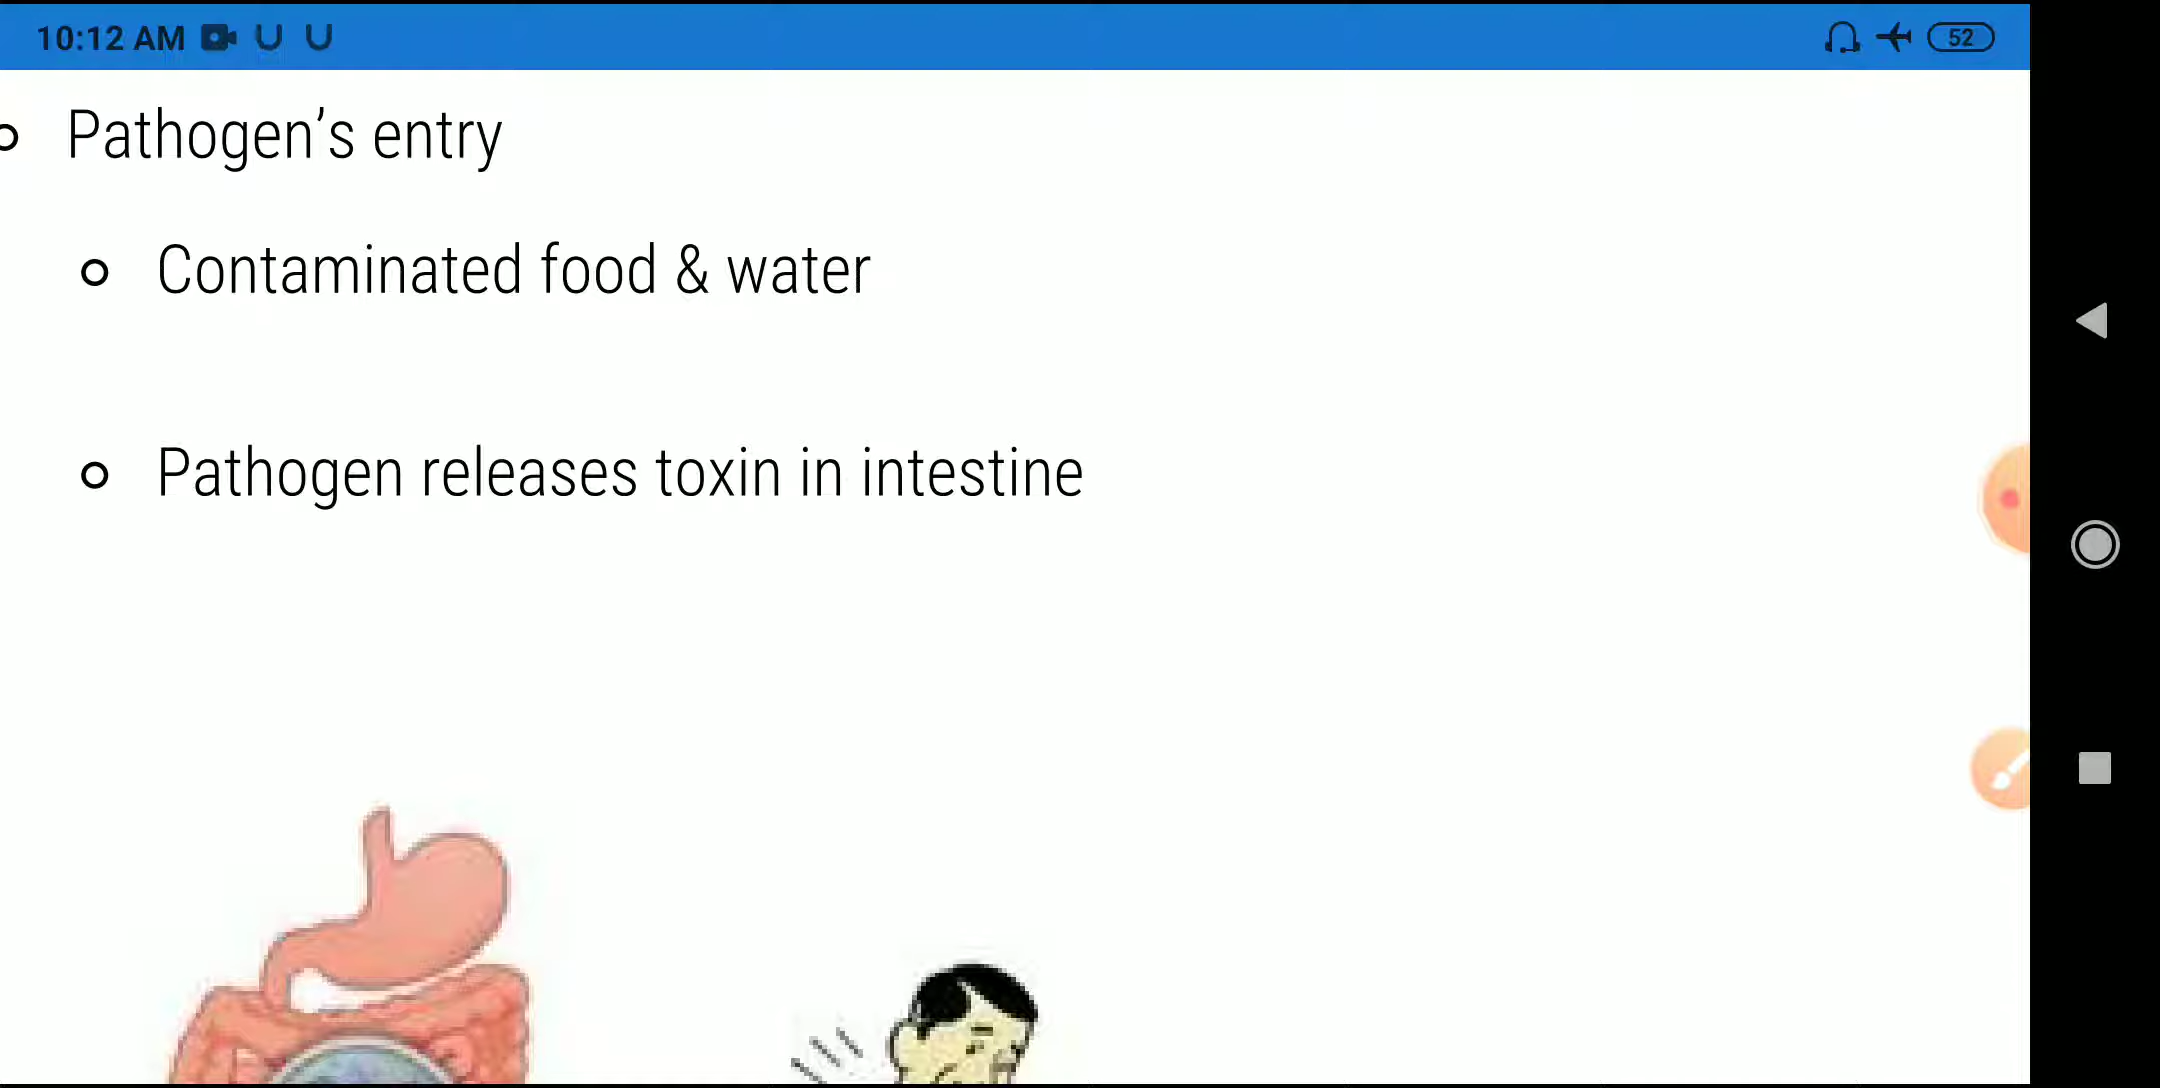 10:12 AM
52
Pathogen's entry
Contaminated food & water
Pathogen releases toxin in intestine